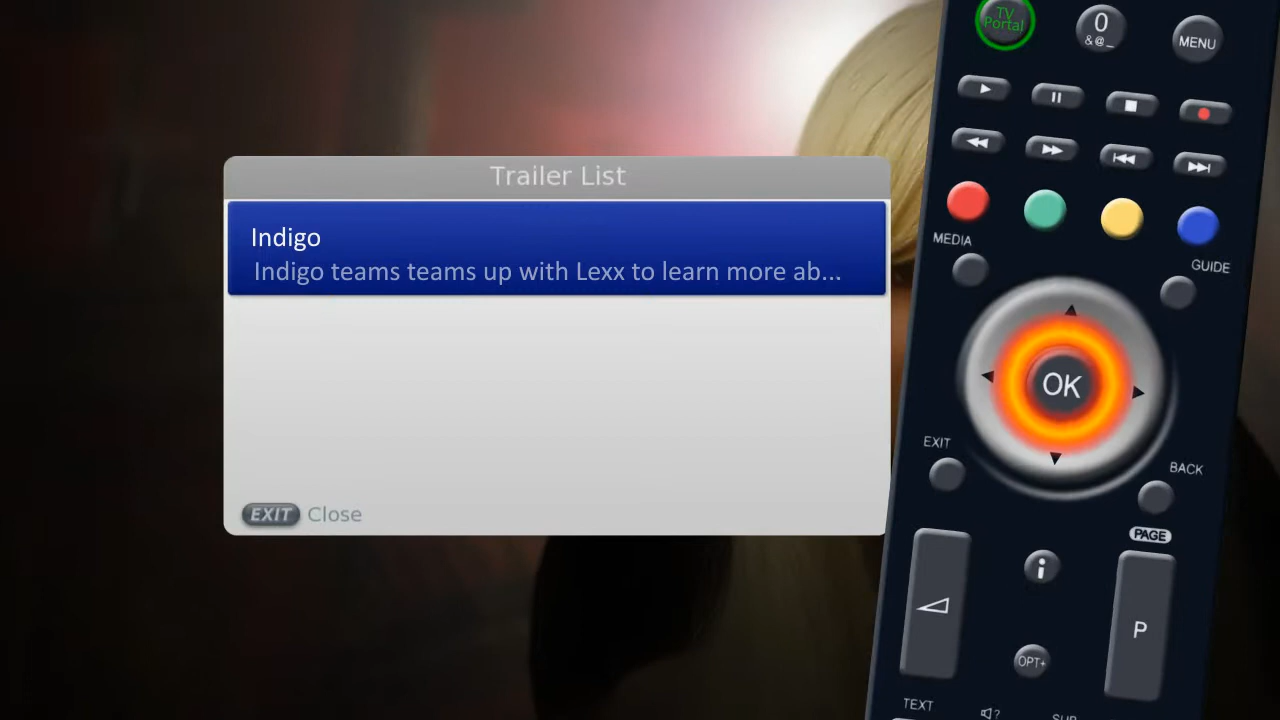 Trailer List
Indigo
Indigo teams teams up with Lexx to learn more ab...
EXIT Close
TV
Portal
0
&@_
MENU
MEDIA
GUIDE
OK
EXIT
BACK
PAGE
i
P
OPT+
TEXT
?
SUB